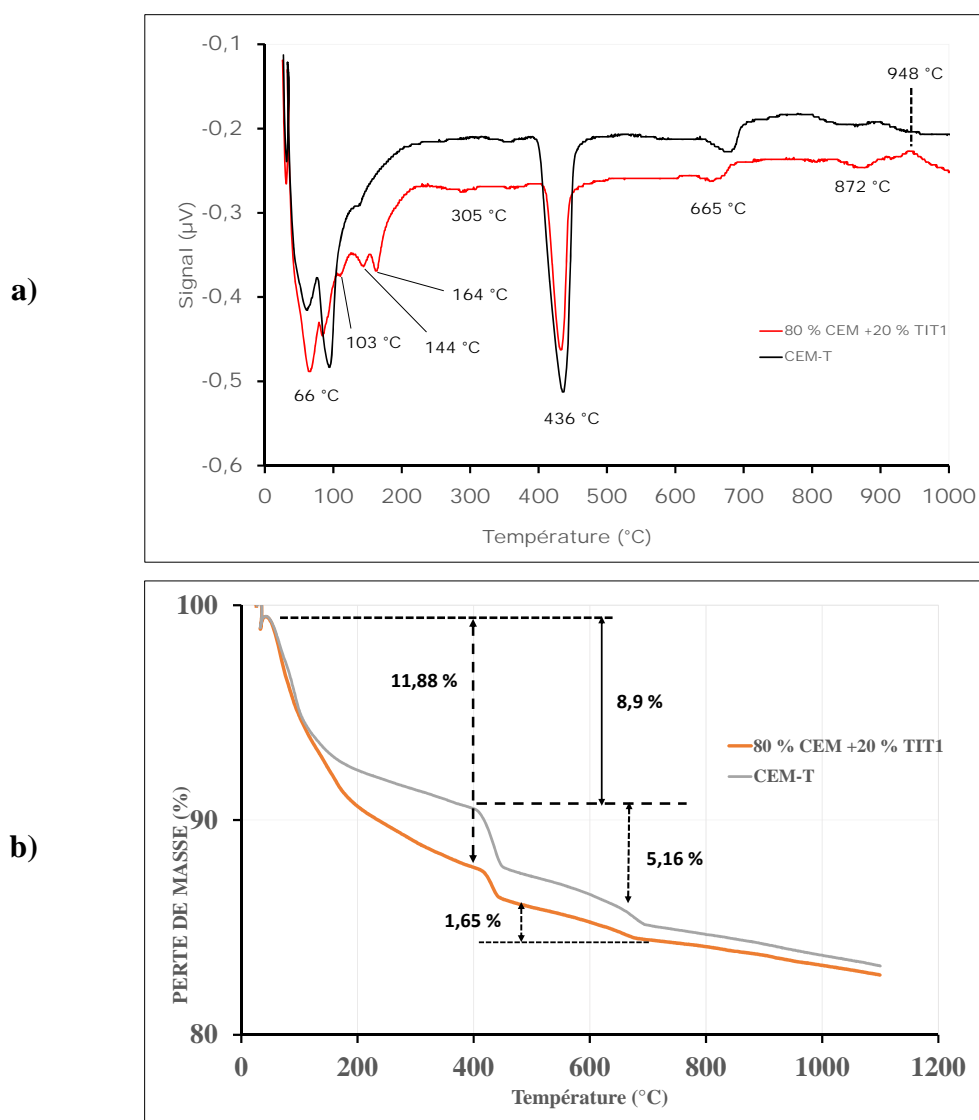 a)
-0,1
-0,2
-0,3
-0,4
-0,5
-0,6
Signal (µV)
948 °C
872 °C
665 °C
305 °C
164 °C
144 °C
103 °C
66 °C
436 °C
80 % CEM +20 % TIT1
CEM-T
0 100 200 300 400 500 600 700 800 900 1000
Température (°C)
b)
100
90
80
PERTE DE MASSE (%)
11,88 %
8,9 %
80 % CEM +20 % TIT1
CEM-T
5,16 %
1,65 %
0 200 400 600 800 1000 1200
Température (°C)